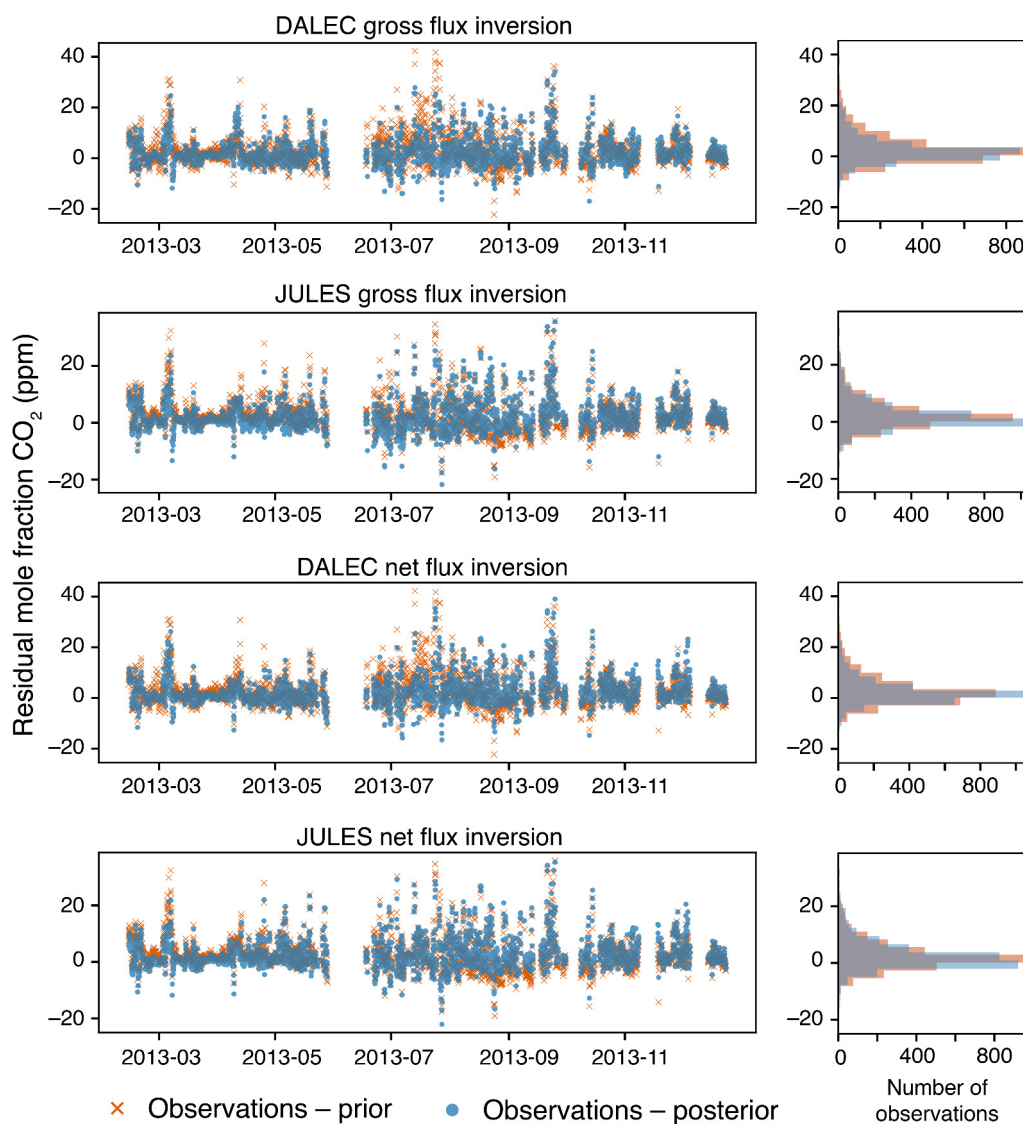 DALEC gross flux inversion
40
20
0
−20
2013-03 2013-05 2013-07 2013-09 2013-11
40
20
0
−20
0 400 800
JULES gross flux inversion
20
0
−20
2013-03 2013-05 2013-07 2013-09 2013-11
20
0
−20
0 400 800
Residual mole fraction CO₂ (ppm)
DALEC net flux inversion
40
20
0
−20
2013-03 2013-05 2013-07 2013-09 2013-11
40
20
0
−20
0 400 800
JULES net flux inversion
20
0
−20
2013-03 2013-05 2013-07 2013-09 2013-11
20
0
−20
0 400 800
Number of
observations
× Observations – prior ● Observations – posterior